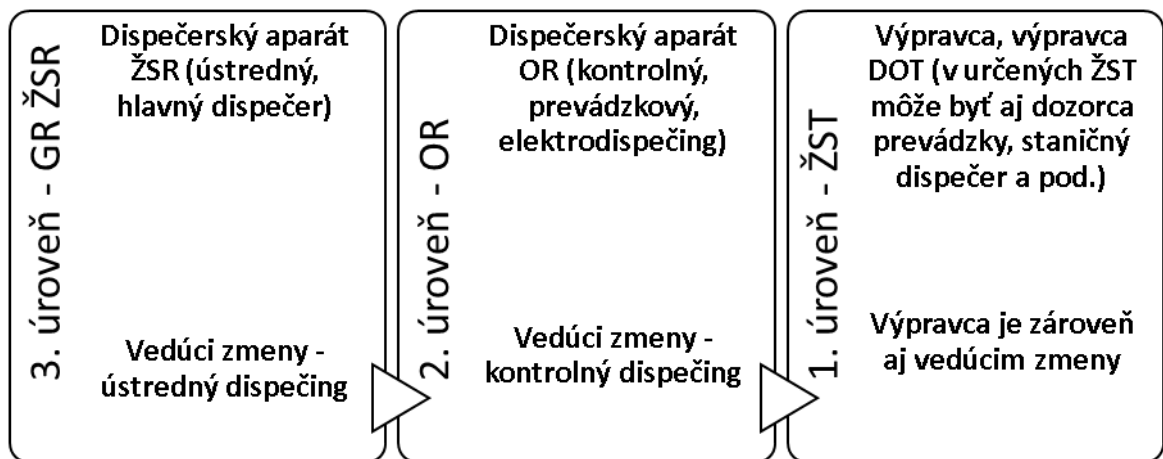 3. úroveň - GR ŽSR
Dispečerský aparát
ŽSR (ústredný,
hlavný dispečer)
Vedúci zmeny -
ústredný dispečing
2. úroveň - OR
Dispečerský aparát
OR (kontrolný,
prevádzkový,
elektrodispečing)
Vedúci zmeny -
kontrolný dispečing
1. úroveň - ŽST
Výpravca, výpravca
DOT (v určených ŽST
môže byť aj dozorca
prevádzky, staničný
dispečer a pod.)
Výpravca je zároveň
aj vedúcim zmeny